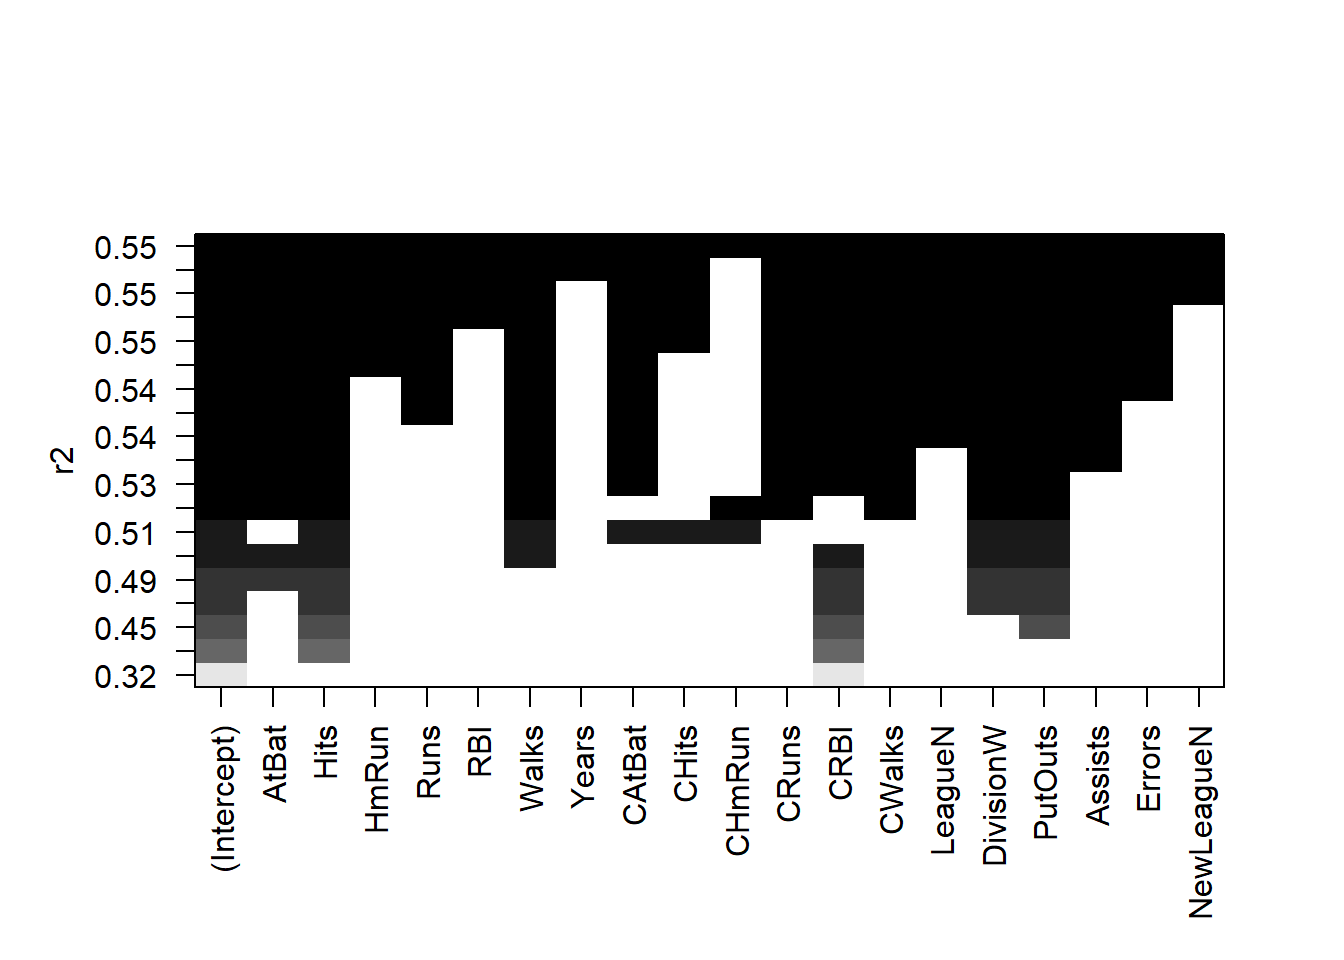 0.55
0.55
0.55
0.54
0.54
0.53
0.51
0.49
0.45
0.32
r2
(Intercept)
AtBat
Hits
HmRun
Runs
RBI
Walks
Years
CAtBat
CHits
CHmRun
CRuns
CRBI
CWalks
LeagueN
DivisionW
PutOuts
Assists
Errors
NewLeagueN